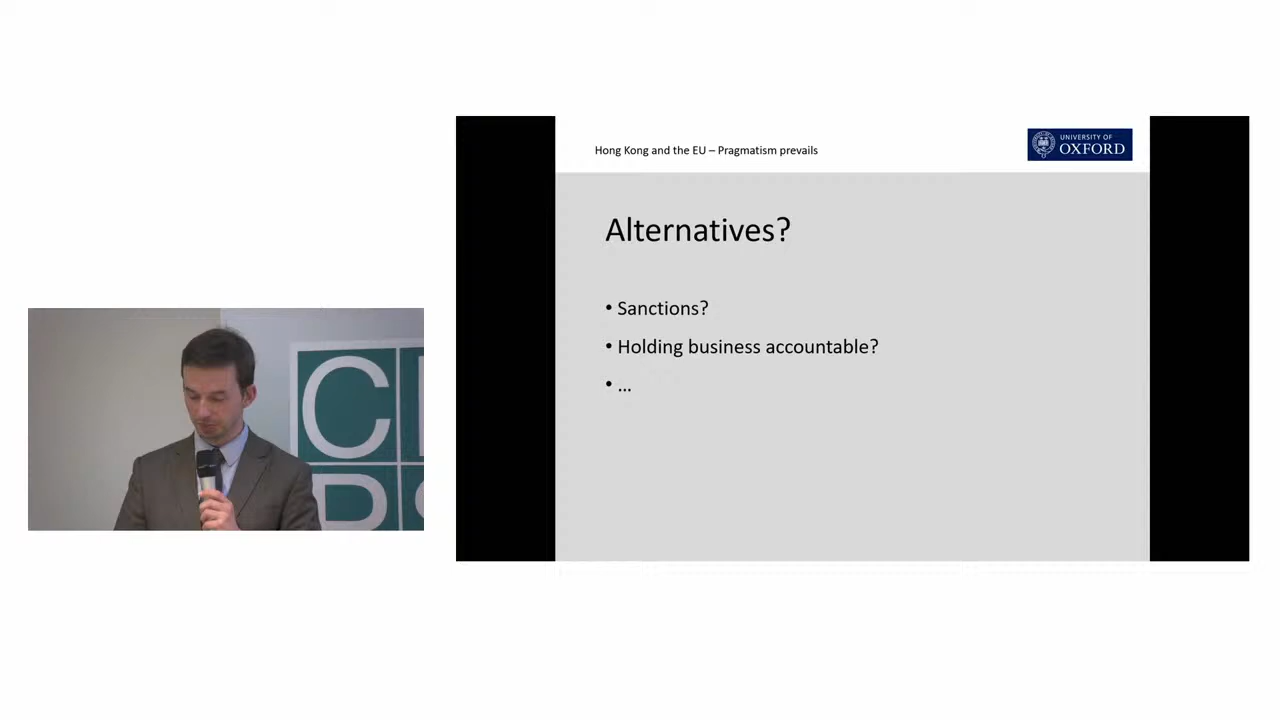 Hong Kong and the EU – Pragmatism prevails
UNIVERSITY OF
OXFORD
Alternatives?
• Sanctions?
• Holding business accountable?
• …
C